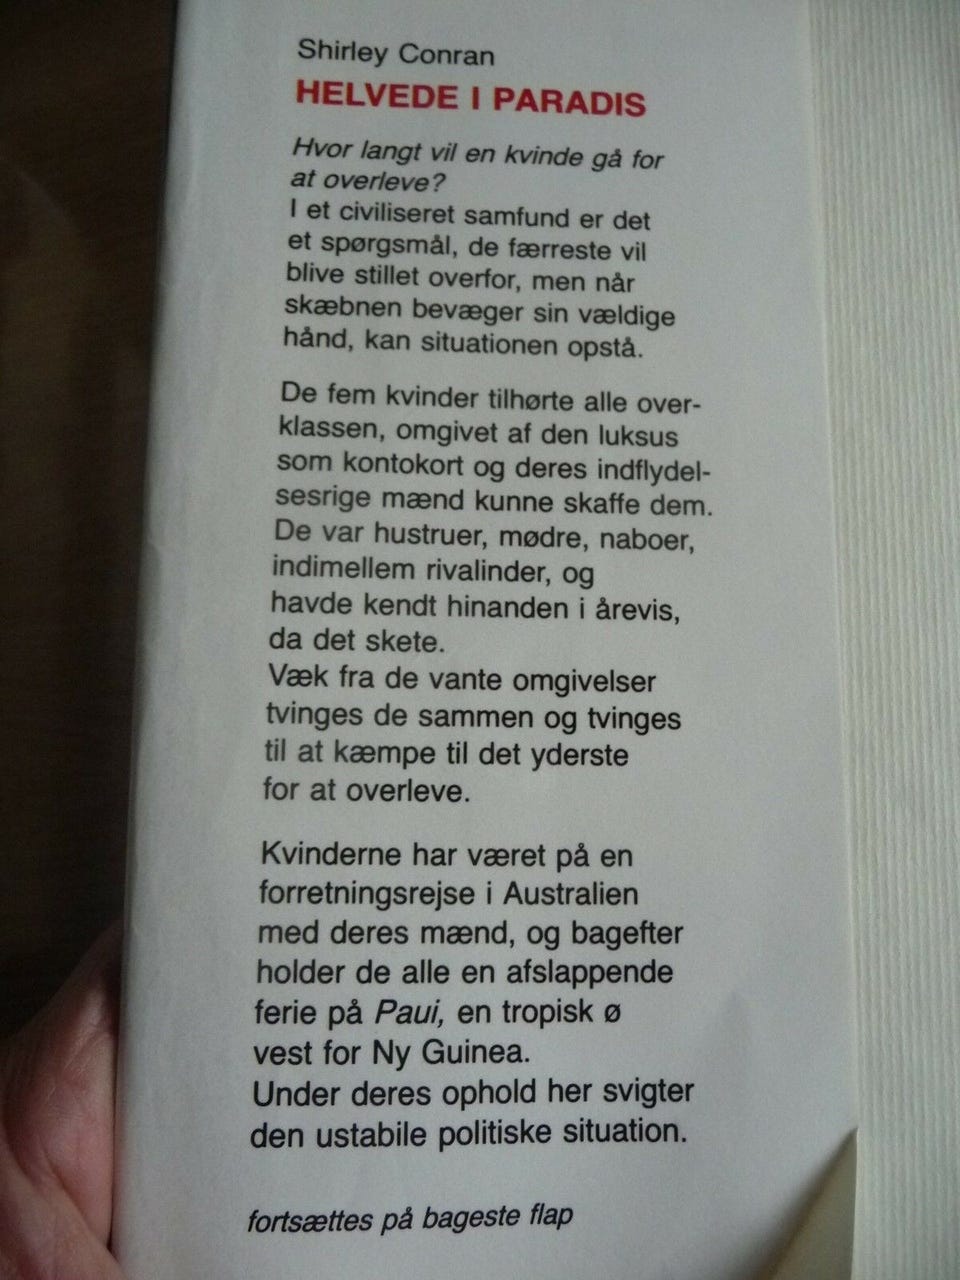 Shirley Conran
HELVEDE I PARADIS
Hvor langt vil en kvinde gå for
at overleve?
I et civiliseret samfund er det
et spørgsmål, de færreste vil
blive stillet overfor, men når
skæbnen bevæger sin vældige
hånd, kan situationen opstå.
De fem kvinder tilhørte alle over-
klassen, omgivet af den luksus
som kontokort og deres indflydel-
sesrige mænd kunne skaffe dem.
De var hustruer, mødre, naboer,
indimellem rivalinder, og
havde kendt hinanden i årevis,
da det skete.
Væk fra de vante omgivelser
tvinges de sammen og tvinges
til at kæmpe til det yderste
for at overleve.
Kvinderne har været på en
forretningsrejse i Australien
med deres mænd, og bagefter
holder de alle en afslappende
ferie på Paui, en tropisk ø
vest for Ny Guinea.
Under deres ophold her svigter
den ustabile politiske situation.
fortsættes på bageste flap